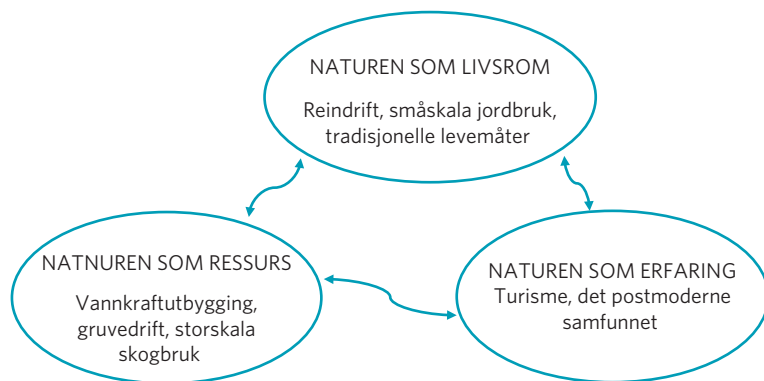 NATUREN SOM LIVSROM
Reindrift, småskala jordbruk,
tradisjonelle levemåter
NATNUREN SOM RESSURS
Vannkraftutbygging,
gruvedrift, storskala
skogbruk
NATUREN SOM ERFARING
Turisme, det postmoderne
samfunnet